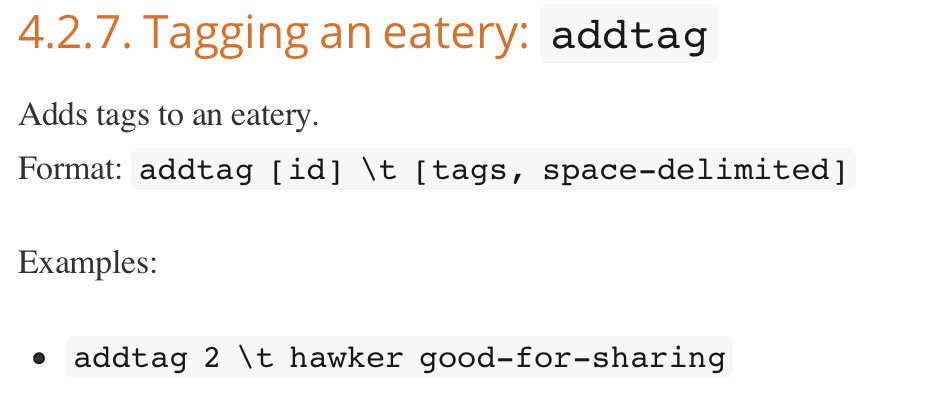 4.2.7. Tagging an eatery: addtag
Adds tags to an eatery.
Format: addtag [id] \t [tags, space-delimited]
Examples:
• addtag 2 \t hawker good-for-sharing